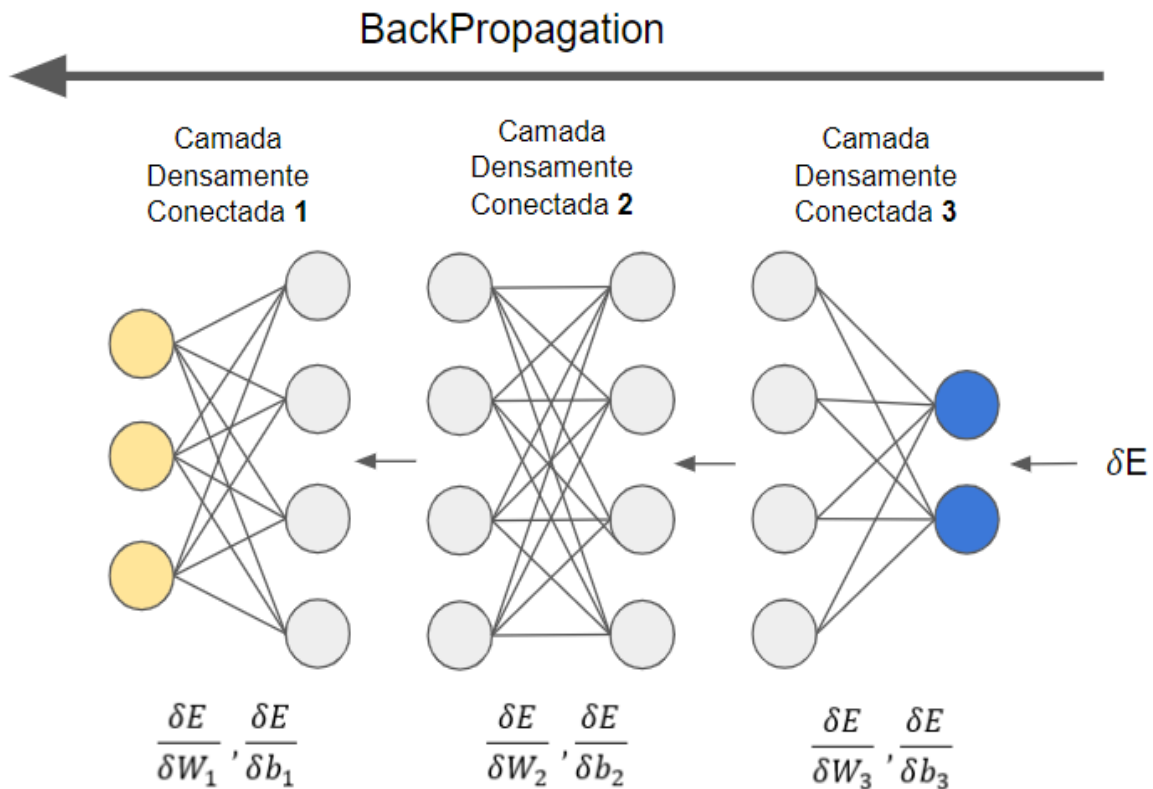 BackPropagation
Camada
Densamente
Conectada 1
Camada
Densamente
Conectada 2
Camada
Densamente
Conectada 3
δE
δE/δW₁ , δE/δb₁
δE/δW₂ , δE/δb₂
δE/δW₃ , δE/δb₃